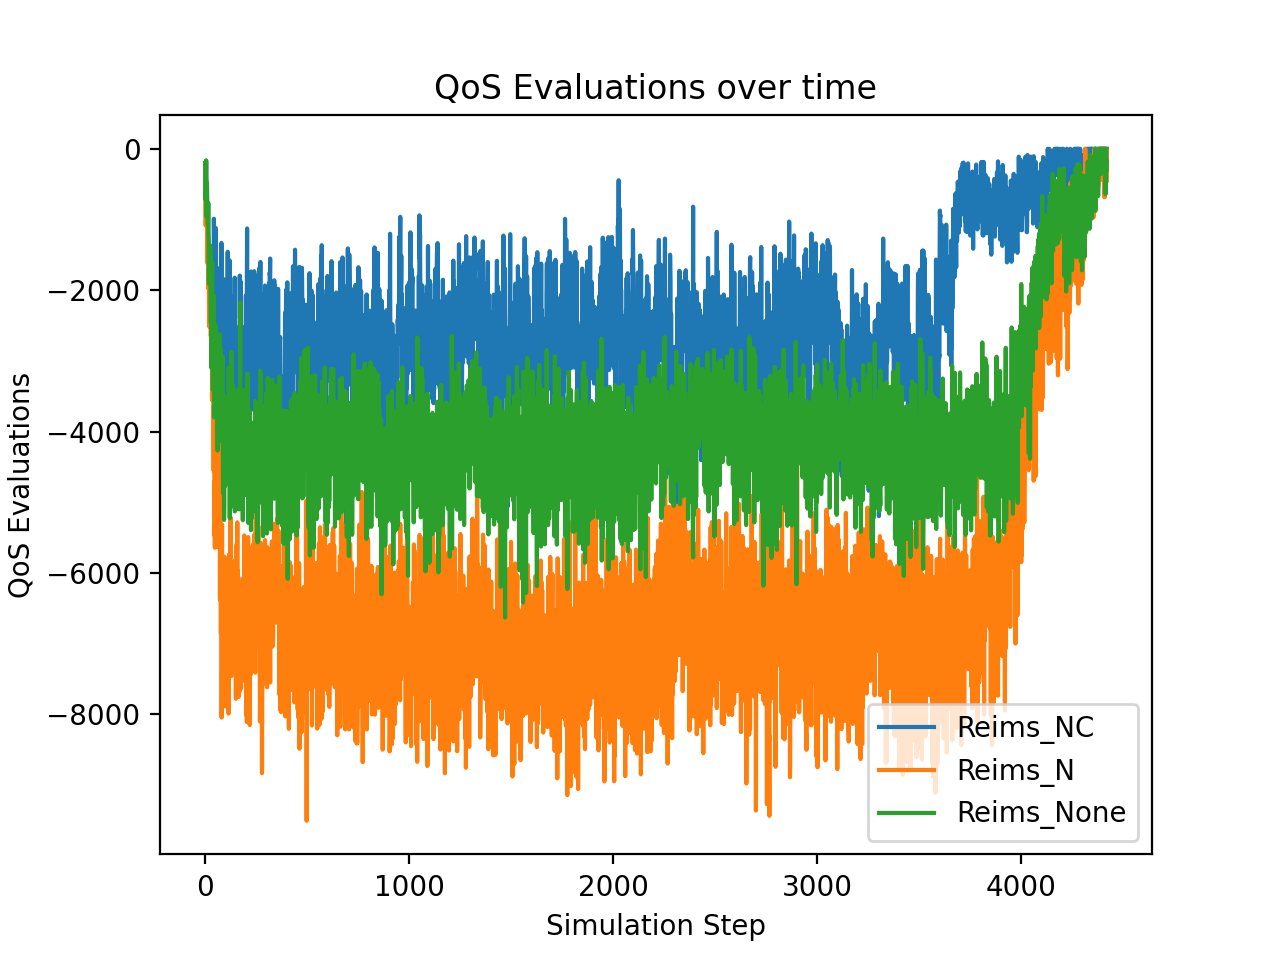 QoS Evaluations over time
QoS Evaluations
0
−2000
−4000
−6000
−8000
Reims_NC
Reims_N
Reims_None
0 1000 2000 3000 4000
Simulation Step